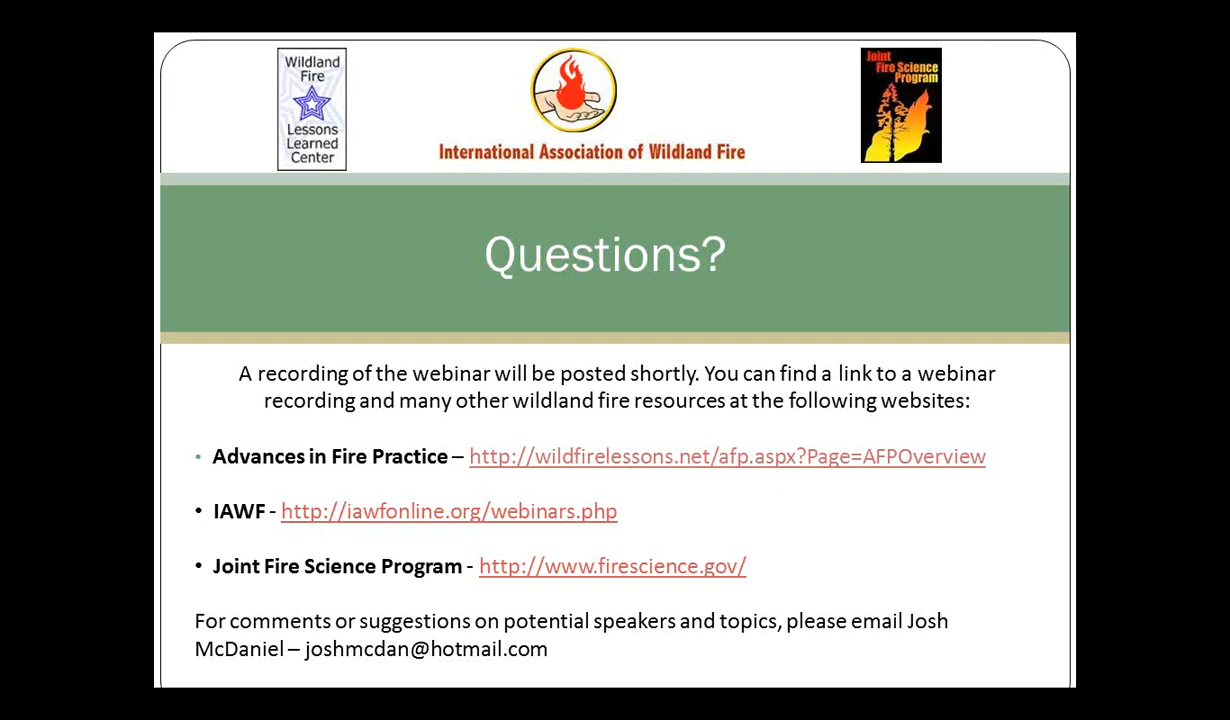 Wildland
Fire
Lessons
Learned
Center
International Association of Wildland Fire
Joint
Fire Science
Program
Questions?
A recording of the webinar will be posted shortly. You can find a link to a webinar
recording and many other wildland fire resources at the following websites:
• Advances in Fire Practice – http://wildfirelessons.net/afp.aspx?Page=AFPOverview
• IAWF - http://iawfonline.org/webinars.php
• Joint Fire Science Program - http://www.firescience.gov/
For comments or suggestions on potential speakers and topics, please email Josh
McDaniel – joshmcdan@hotmail.com